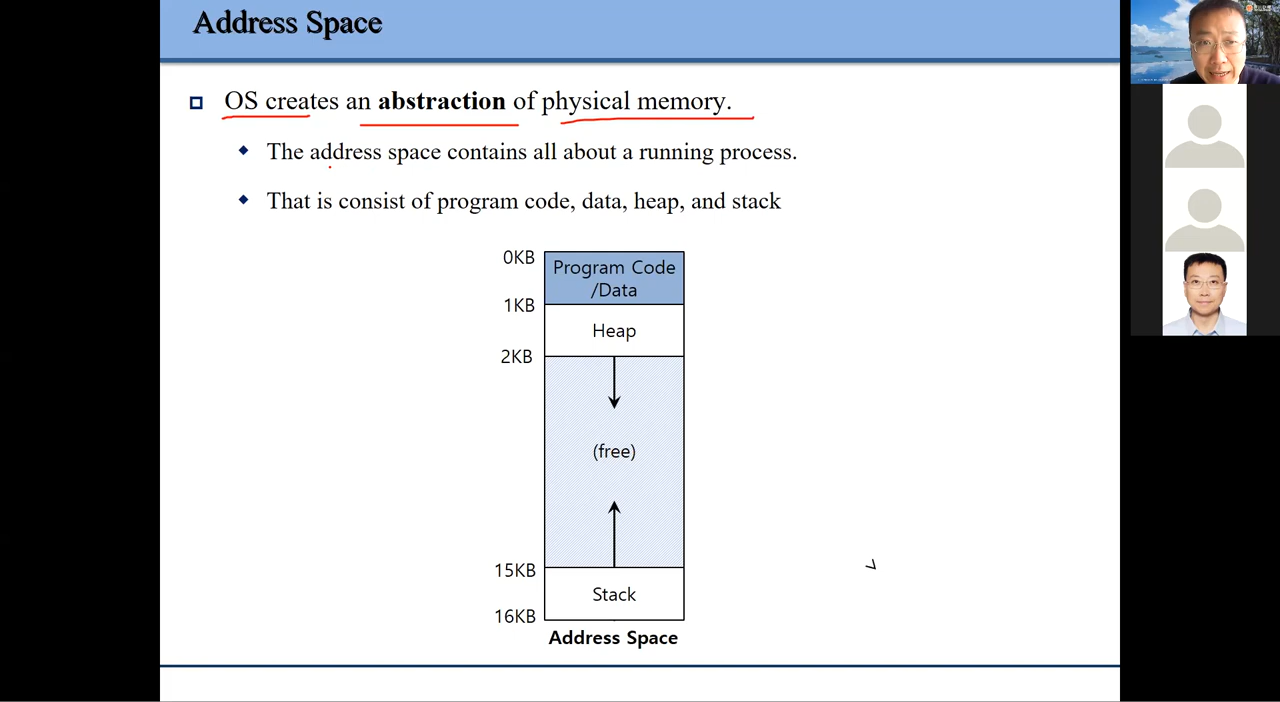 Address Space
OS creates an abstraction of physical memory.
The address space contains all about a running process.
That is consist of program code, data, heap, and stack
0KB
Program Code
/Data
1KB
Heap
2KB
(free)
15KB
Stack
16KB
Address Space